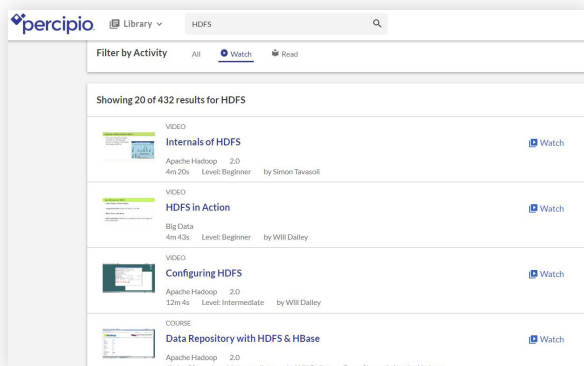 percipio. Library HDFS
Filter by Activity All Watch Read
Showing 20 of 432 results for HDFS
VIDEO
Internals of HDFS
Watch
Apache Hadoop 2.0
4m 20s Level: Beginner by Simon Tavasoli
VIDEO
HDFS in Action
Watch
Big Data
4m 43s Level: Beginner by Will Dailey
VIDEO
Configuring HDFS
Watch
Apache Hadoop 2.0
12m 4s Level: Intermediate by Will Dailey
COURSE
Data Repository with HDFS & HBase
Watch
Apache Hadoop 2.0